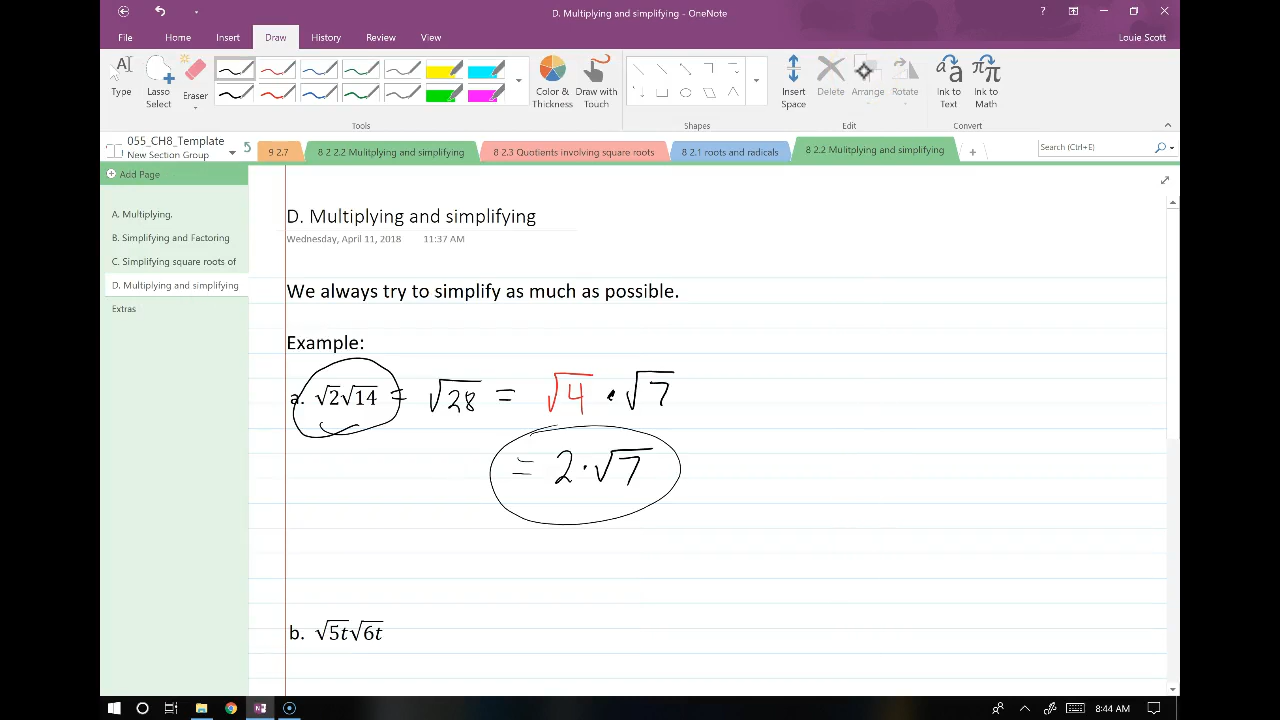 D. Multiplying and simplifying - OneNote
Louie Scott
File Home Insert Draw History Review View
Type Lasso Select Eraser Color & Thickness Draw with Touch Insert Space Delete Arrange Rotate Ink to Text Ink to Math
Tools Shapes Edit Convert
055_CH8_Template
New Section Group
9 2.7 8 2.2.2 Mulitplying and simplifying 8 2.3 Quotients involving square roots 8 2.1 roots and radicals 8 2.2 Mulitplying and simplifying
Search (Ctrl+E)
Add Page
A. Multiplying.
B. Simplifying and Factoring
C. Simplifying square roots of
D. Multiplying and simplifying
Extras
D. Multiplying and simplifying
Wednesday, April 11, 2018 11:37 AM
We always try to simplify as much as possible.
Example:
a. √2√14 = √28 = √4 • √7
= 2·√7
b. √5t√6t
8:44 AM